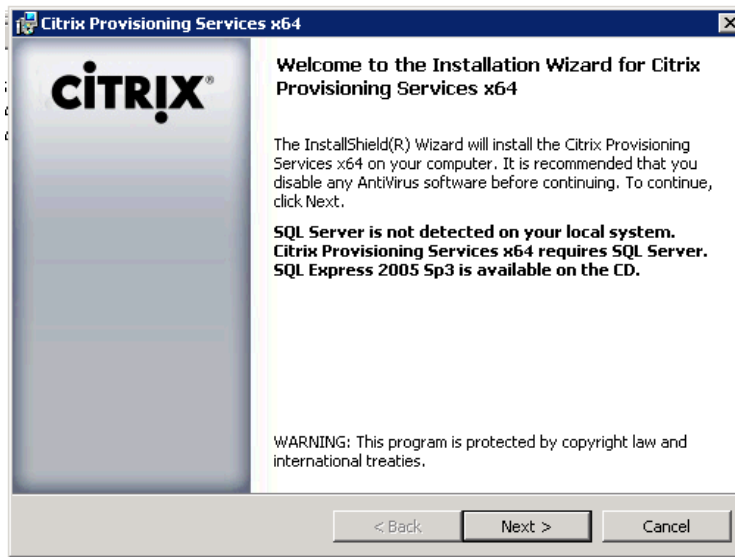 Citrix Provisioning Services x64
CİTRIX®
Welcome to the Installation Wizard for Citrix
Provisioning Services x64
The InstallShield(R) Wizard will install the Citrix Provisioning
Services x64 on your computer. It is recommended that you
disable any AntiVirus software before continuing. To continue,
click Next.
SQL Server is not detected on your local system.
Citrix Provisioning Services x64 requires SQL Server.
SQL Express 2005 Sp3 is available on the CD.
WARNING: This program is protected by copyright law and
international treaties.
< Back
Next >
Cancel